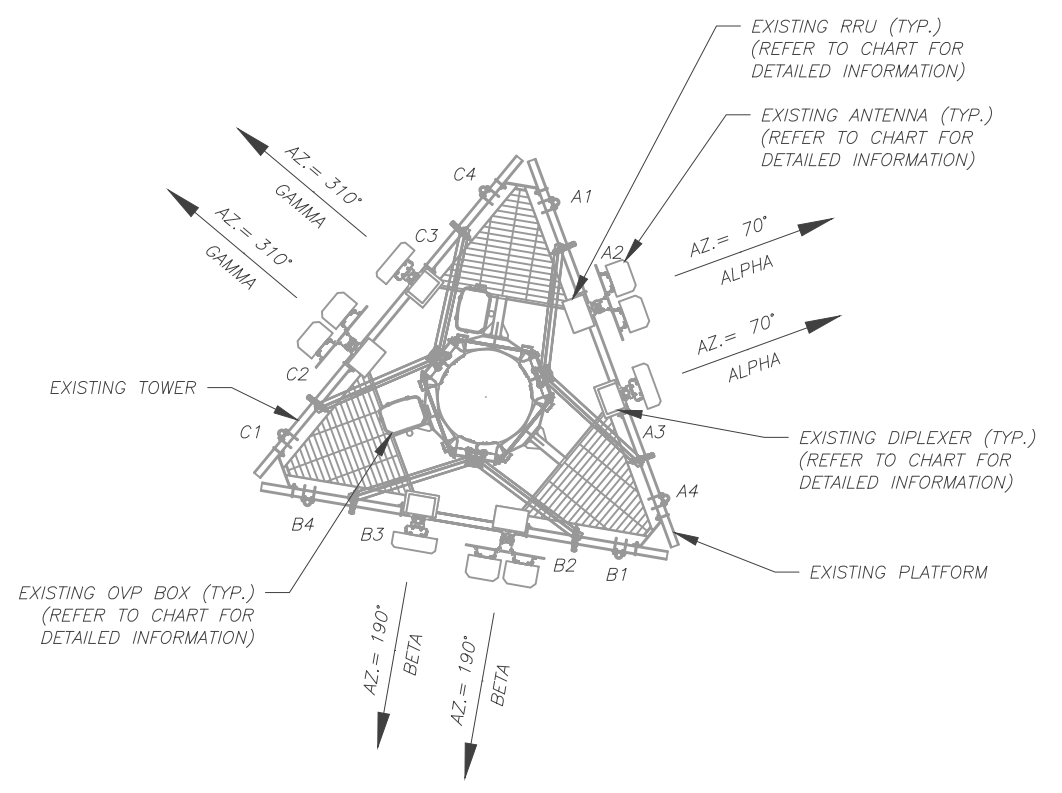 EXISTING RRU (TYP.)
(REFER TO CHART FOR
DETAILED INFORMATION)
EXISTING ANTENNA (TYP.)
(REFER TO CHART FOR
DETAILED INFORMATION)
AZ.= 310°
GAMMA
AZ.= 310°
GAMMA
C4
A1
C3
A2
AZ.= 70°
ALPHA
AZ.= 70°
ALPHA
C2
EXISTING TOWER
C1
A3
EXISTING DIPLEXER (TYP.)
(REFER TO CHART FOR
DETAILED INFORMATION)
A4
B4
B3
B2
B1
EXISTING PLATFORM
EXISTING OVP BOX (TYP.)
(REFER TO CHART FOR
DETAILED INFORMATION)
AZ.= 190°
BETA
AZ.= 190°
BETA